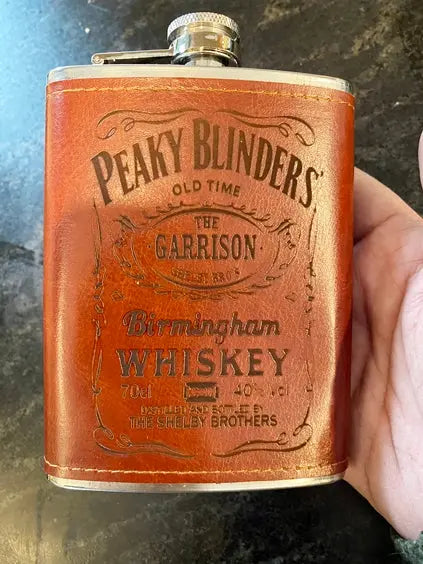 PEAKY BLINDERS
OLD TIME
THE
GARRISON
SHELBY BRO'S
Birmingham
WHISKEY
70cl 40% vol
DISTILLED AND BOTTLED BY
THE SHELBY BROTHERS